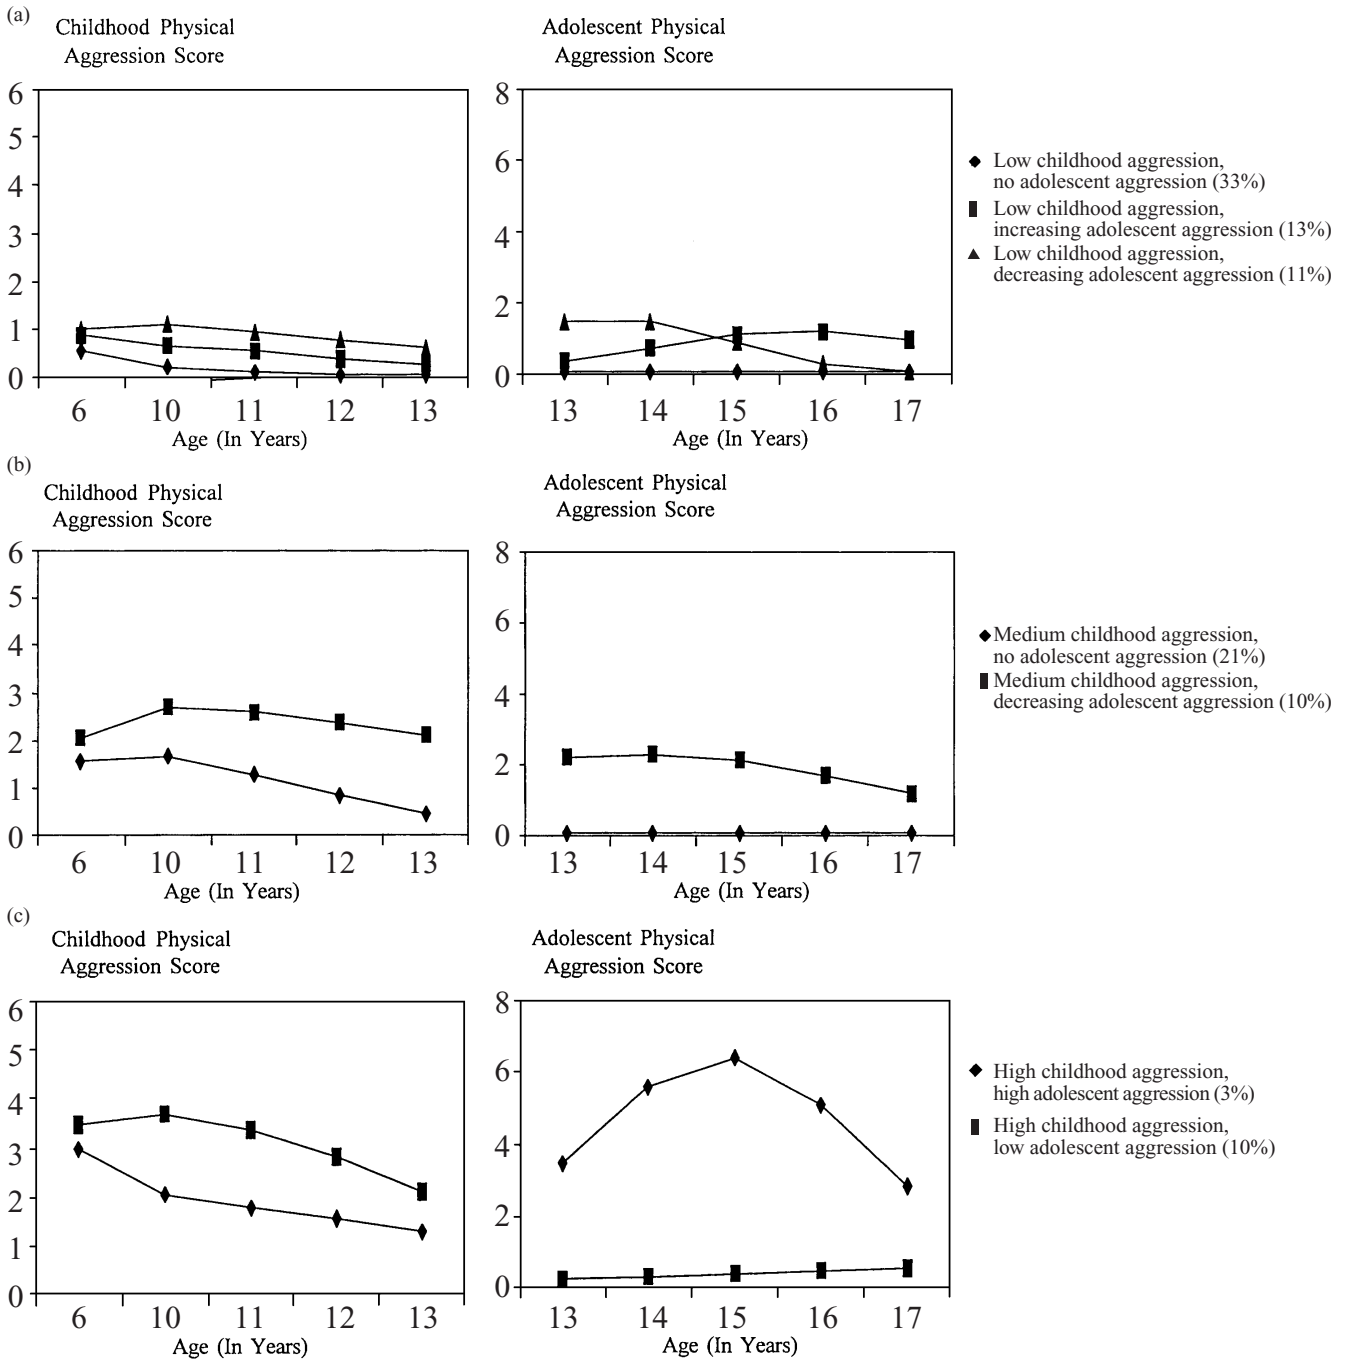 (a)
Childhood Physical
Aggression Score
6
5
4
3
2
1
0
6 10 11 12 13
Age (In Years)
Adolescent Physical
Aggression Score
8
6
4
2
0
13 14 15 16 17
Age (In Years)
Low childhood aggression,
no adolescent aggression (33%)
Low childhood aggression,
increasing adolescent aggression (13%)
Low childhood aggression,
decreasing adolescent aggression (11%)
(b)
Childhood Physical
Aggression Score
6
5
4
3
2
1
0
6 10 11 12 13
Age (In Years)
Adolescent Physical
Aggression Score
8
6
4
2
0
13 14 15 16 17
Age (In Years)
Medium childhood aggression,
no adolescent aggression (21%)
Medium childhood aggression,
decreasing adolescent aggression (10%)
(c)
Childhood Physical
Aggression Score
6
5
4
3
2
1
0
6 10 11 12 13
Age (In Years)
Adolescent Physical
Aggression Score
8
6
4
2
0
13 14 15 16 17
Age (In Years)
High childhood aggression,
high adolescent aggression (3%)
High childhood aggression,
low adolescent aggression (10%)